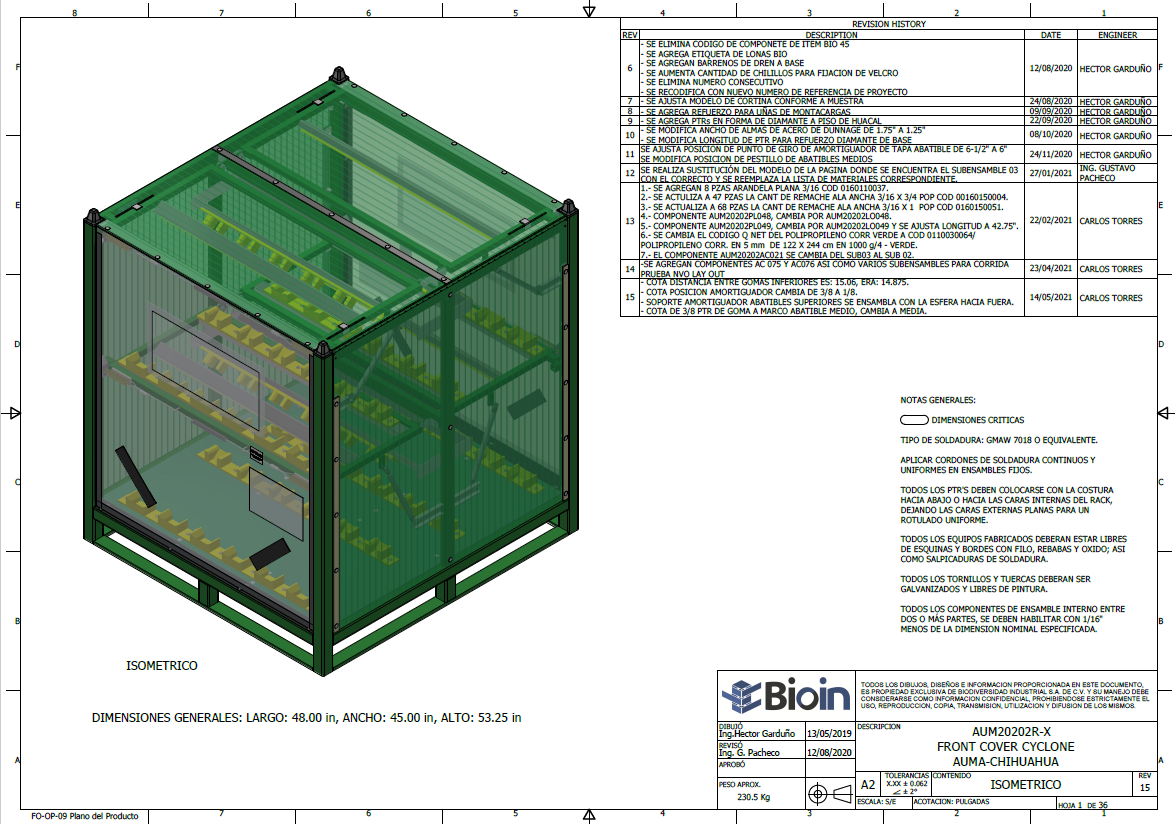 8 7 6 5 4 3 2 1
REVISION HISTORY
REV DESCRIPTION DATE ENGINEER
6
- SE ELIMINA CODIGO DE COMPONETE DE ITEM BIO 45
- SE AGREGA ETIQUETA DE LONAS BIO
- SE AGREGAN BARRENOS DE DREN A BASE
- SE AUMENTA CANTIDAD DE CHILILLOS PARA FIJACION DE VELCRO
- SE ELIMINA NUMERO CONSECUTIVO
- SE RECODIFICA CON NUEVO NUMERO DE REFERENCIA DE PROYECTO
12/08/2020 HECTOR GARDUÑO
7 - SE AJUSTA MODELO DE CORTINA CONFORME A MUESTRA 24/08/2020 HECTOR GARDUÑO
8 - SE AGREGA REFUERZO PARA UÑAS DE MONTACARGAS 09/09/2020 HECTOR GARDUÑO
9 - SE AGREGA PTRs EN FORMA DE DIAMANTE A PISO DE HUACAL 22/09/2020 HECTOR GARDUÑO
10
- SE MODIFICA ANCHO DE ALMAS DE ACERO DE DUNNAGE DE 1.75" A 1.25"
- SE MODIFICA LONGITUD DE PTR PARA REFUERZO DIAMANTE DE BASE
08/10/2020 HECTOR GARDUÑO
11
SE AJUSTA POSICIÓN DE PUNTO DE GIRO DE AMORTIGUADOR DE TAPA ABATIBLE DE 6-1/2" A 6"
SE MODIFICA POSICION DE PESTILLO DE ABATIBLES MEDIOS
24/11/2020 HECTOR GARDUÑO
12
SE REALIZA SUSTITUCIÓN DEL MODELO DE LA PAGINA DONDE SE ENCUENTRA EL SUBENSAMBLE 03
CON EL CORRECTO Y SE REEMPLAZA LA LISTA DE MATERIALES CORRESPONDIENTE.
27/01/2021
ING. GUSTAVO
PACHECO
13
1.- SE AGREGAN 8 PZAS ARANDELA PLANA 3/16 COD 0160110037.
2.- SE ACTULIZA A 47 PZAS LA CANT DE REMACHE ALA ANCHA 3/16 X 3/4 POP COD 00160150004.
3.- SE ACTUALIZA A 68 PZAS LA CANT DE REMACHE ALA ANCHA 3/16 X 1 POP COD 0160150051.
4.- COMPONENTE AUM20202PL048, CAMBIA POR AUM20202LO048.
5.- COMPONENTE AUM20202PL049, CAMBIA POR AUM20202LO049 Y SE AJUSTA LONGITUD A 42.75".
6.- SE CAMBIA EL CODIGO Q NET DEL POLIPROPILENO CORR VERDE A COD 0110030064/
POLIPROPILENO CORR. EN 5 mm DE 122 X 244 cm EN 1000 g/4 - VERDE.
7.- EL COMPONENTE AUM20202AC021 SE CAMBIA DEL SUB03 AL SUB 02.
22/02/2021 CARLOS TORRES
14
-SE AGREGAN COMPONENTES AC 075 Y AC076 ASI COMO VARIOS SUBENSAMBLES PARA CORRIDA
PRUEBA NVO LAY OUT
23/04/2021 CARLOS TORRES
15
- COTA DISTANCIA ENTRE GOMAS INFERIORES ES: 15.06, ERA: 14.875.
- COTA POSICION AMORTIGUADOR CAMBIA DE 3/8 A 1/8.
- SOPORTE AMORTIGUADOR ABATIBLES SUPERIORES SE ENSAMBLA CON LA ESFERA HACIA FUERA.
- COTA DE 3/8 PTR DE GOMA A MARCO ABATIBLE MEDIO, CAMBIA A MEDIA.
14/05/2021 CARLOS TORRES
F F
E E
D D
C C
B B
A A
NOTAS GENERALES:
DIMENSIONES CRITICAS
TIPO DE SOLDADURA: GMAW 7018 O EQUIVALENTE.
APLICAR CORDONES DE SOLDADURA CONTINUOS Y
UNIFORMES EN ENSAMBLES FIJOS.
TODOS LOS PTR'S DEBEN COLOCARSE CON LA COSTURA
HACIA ABAJO O HACIA LAS CARAS INTERNAS DEL RACK,
DEJANDO LAS CARAS EXTERNAS PLANAS PARA UN
ROTULADO UNIFORME.
TODOS LOS EQUIPOS FABRICADOS DEBERAN ESTAR LIBRES
DE ESQUINAS Y BORDES CON FILO, REBABAS Y OXIDO; ASI
COMO SALPICADURAS DE SOLDADURA.
TODOS LOS TORNILLOS Y TUERCAS DEBERAN SER
GALVANIZADOS Y LIBRES DE PINTURA.
TODOS LOS COMPONENTES DE ENSAMBLE INTERNO ENTRE
DOS O MÁS PARTES, SE DEBEN HABILITAR CON 1/16"
MENOS DE LA DIMENSION NOMINAL ESPECIFICADA.
ISOMETRICO
DIMENSIONES GENERALES: LARGO: 48.00 in, ANCHO: 45.00 in, ALTO: 53.25 in
Bioin
TODOS LOS DIBUJOS, DISEÑOS E INFORMACION PROPORCIONADA EN ESTE DOCUMENTO,
ES PROPIEDAD EXCLUSIVA DE BIODIVERSIDAD INDUSTRIAL S.A. DE C.V. Y SU MANEJO DEBE
CONSIDERARSE COMO INFORMACION CONFIDENCIAL, PROHIBIENDOSE ESTRICTAMENTE EL
USO, REPRODUCCION, COPIA, TRANSMISION, UTILIZACION Y DIFUSION DE LOS MISMOS.
DIBUJÓ
Ing.Hector Garduño 13/05/2019
REVISÓ
Ing. G. Pacheco 12/08/2020
APROBÓ
PESO APROX.
230.5 Kg
DESCRIPCION
AUM20202R-X
FRONT COVER CYCLONE
AUMA-CHIHUAHUA
A2
TOLERANCIAS
X.XX ± 0.062
∠ ± 2°
CONTENIDO
ISOMETRICO
REV
15
ESCALA: S/E ACOTACION: PULGADAS HOJA 1 DE 36
FO-OP-09 Plano del Producto
8 7 6 5 4 3 2 1